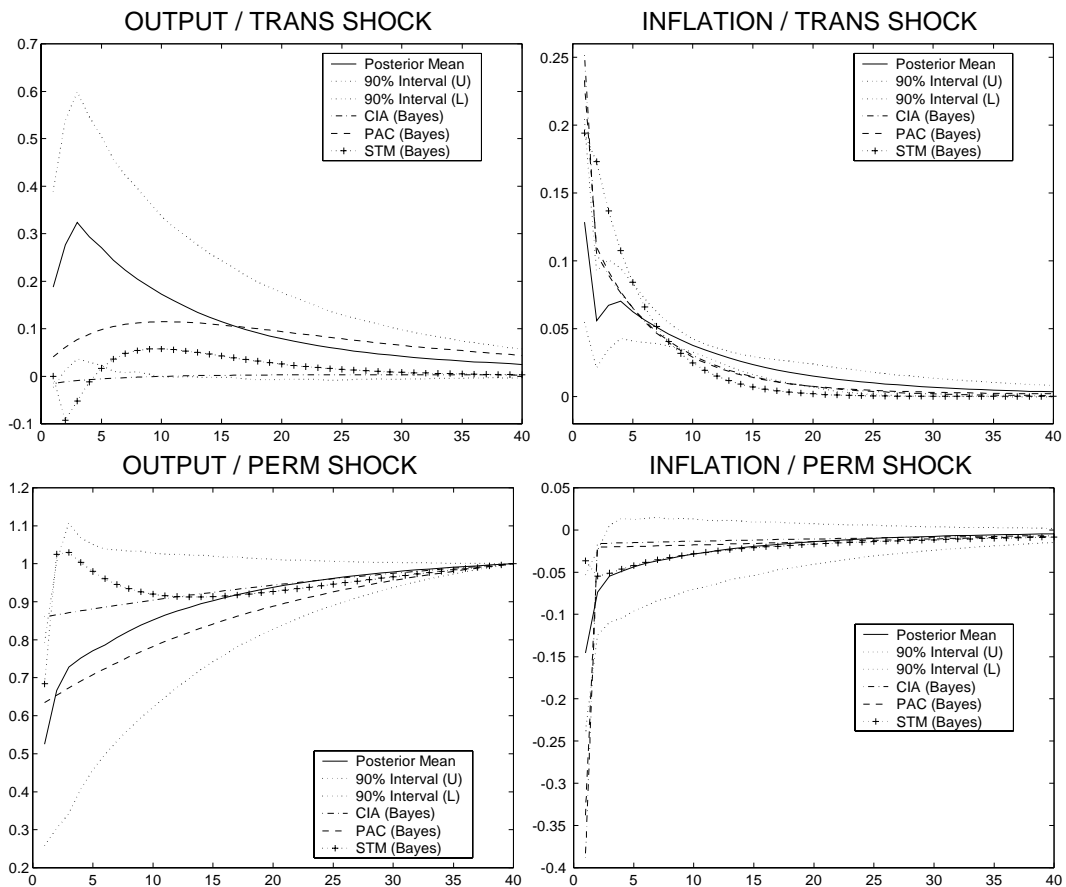 OUTPUT / TRANS SHOCK
0.7
0.6
0.5
0.4
0.3
0.2
0.1
0
-0.1
0 5 10 15 20 25 30 35 40
Posterior Mean
90% Interval (U)
90% Interval (L)
CIA (Bayes)
PAC (Bayes)
STM (Bayes)
INFLATION / TRANS SHOCK
0.25
0.2
0.15
0.1
0.05
0
0 5 10 15 20 25 30 35 40
Posterior Mean
90% Interval (U)
90% Interval (L)
CIA (Bayes)
PAC (Bayes)
STM (Bayes)
OUTPUT / PERM SHOCK
1.2
1.1
1
0.9
0.8
0.7
0.6
0.5
0.4
0.3
0.2
0 5 10 15 20 25 30 35 40
Posterior Mean
90% Interval (U)
90% Interval (L)
CIA (Bayes)
PAC (Bayes)
STM (Bayes)
INFLATION / PERM SHOCK
0.05
0
-0.05
-0.1
-0.15
-0.2
-0.25
-0.3
-0.35
-0.4
0 5 10 15 20 25 30 35 40
Posterior Mean
90% Interval (U)
90% Interval (L)
CIA (Bayes)
PAC (Bayes)
STM (Bayes)